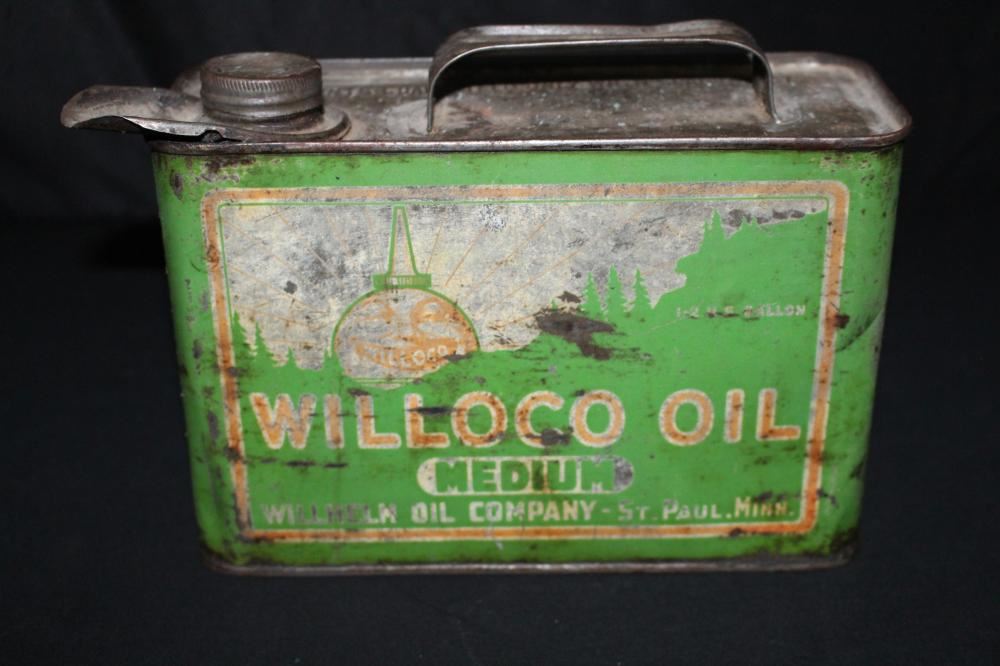 WILLOCO
1-2 U.S. GALLON
WILLOCO OIL
MEDIUM
WILLHELM OIL COMPANY - ST. PAUL. MINN.